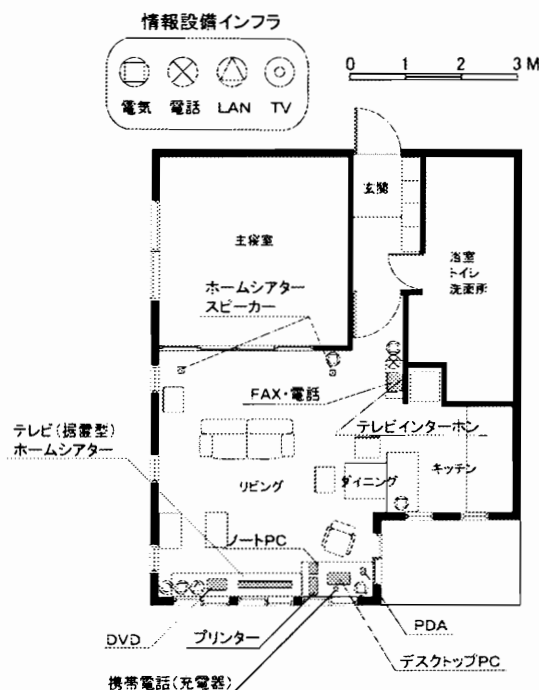 情報設備インフラ
電気 電話 LAN TV
0 1 2 3 M
玄関
主寝室
浴室
トイレ
洗面所
ホームシアター
スピーカー
FAX・電話
テレビインターホン
テレビ(据置型)
ホームシアター
リビング
ダイニング
キッチン
ノートPC
DVD
プリンター
PDA
デスクトップPC
携帯電話(充電器)